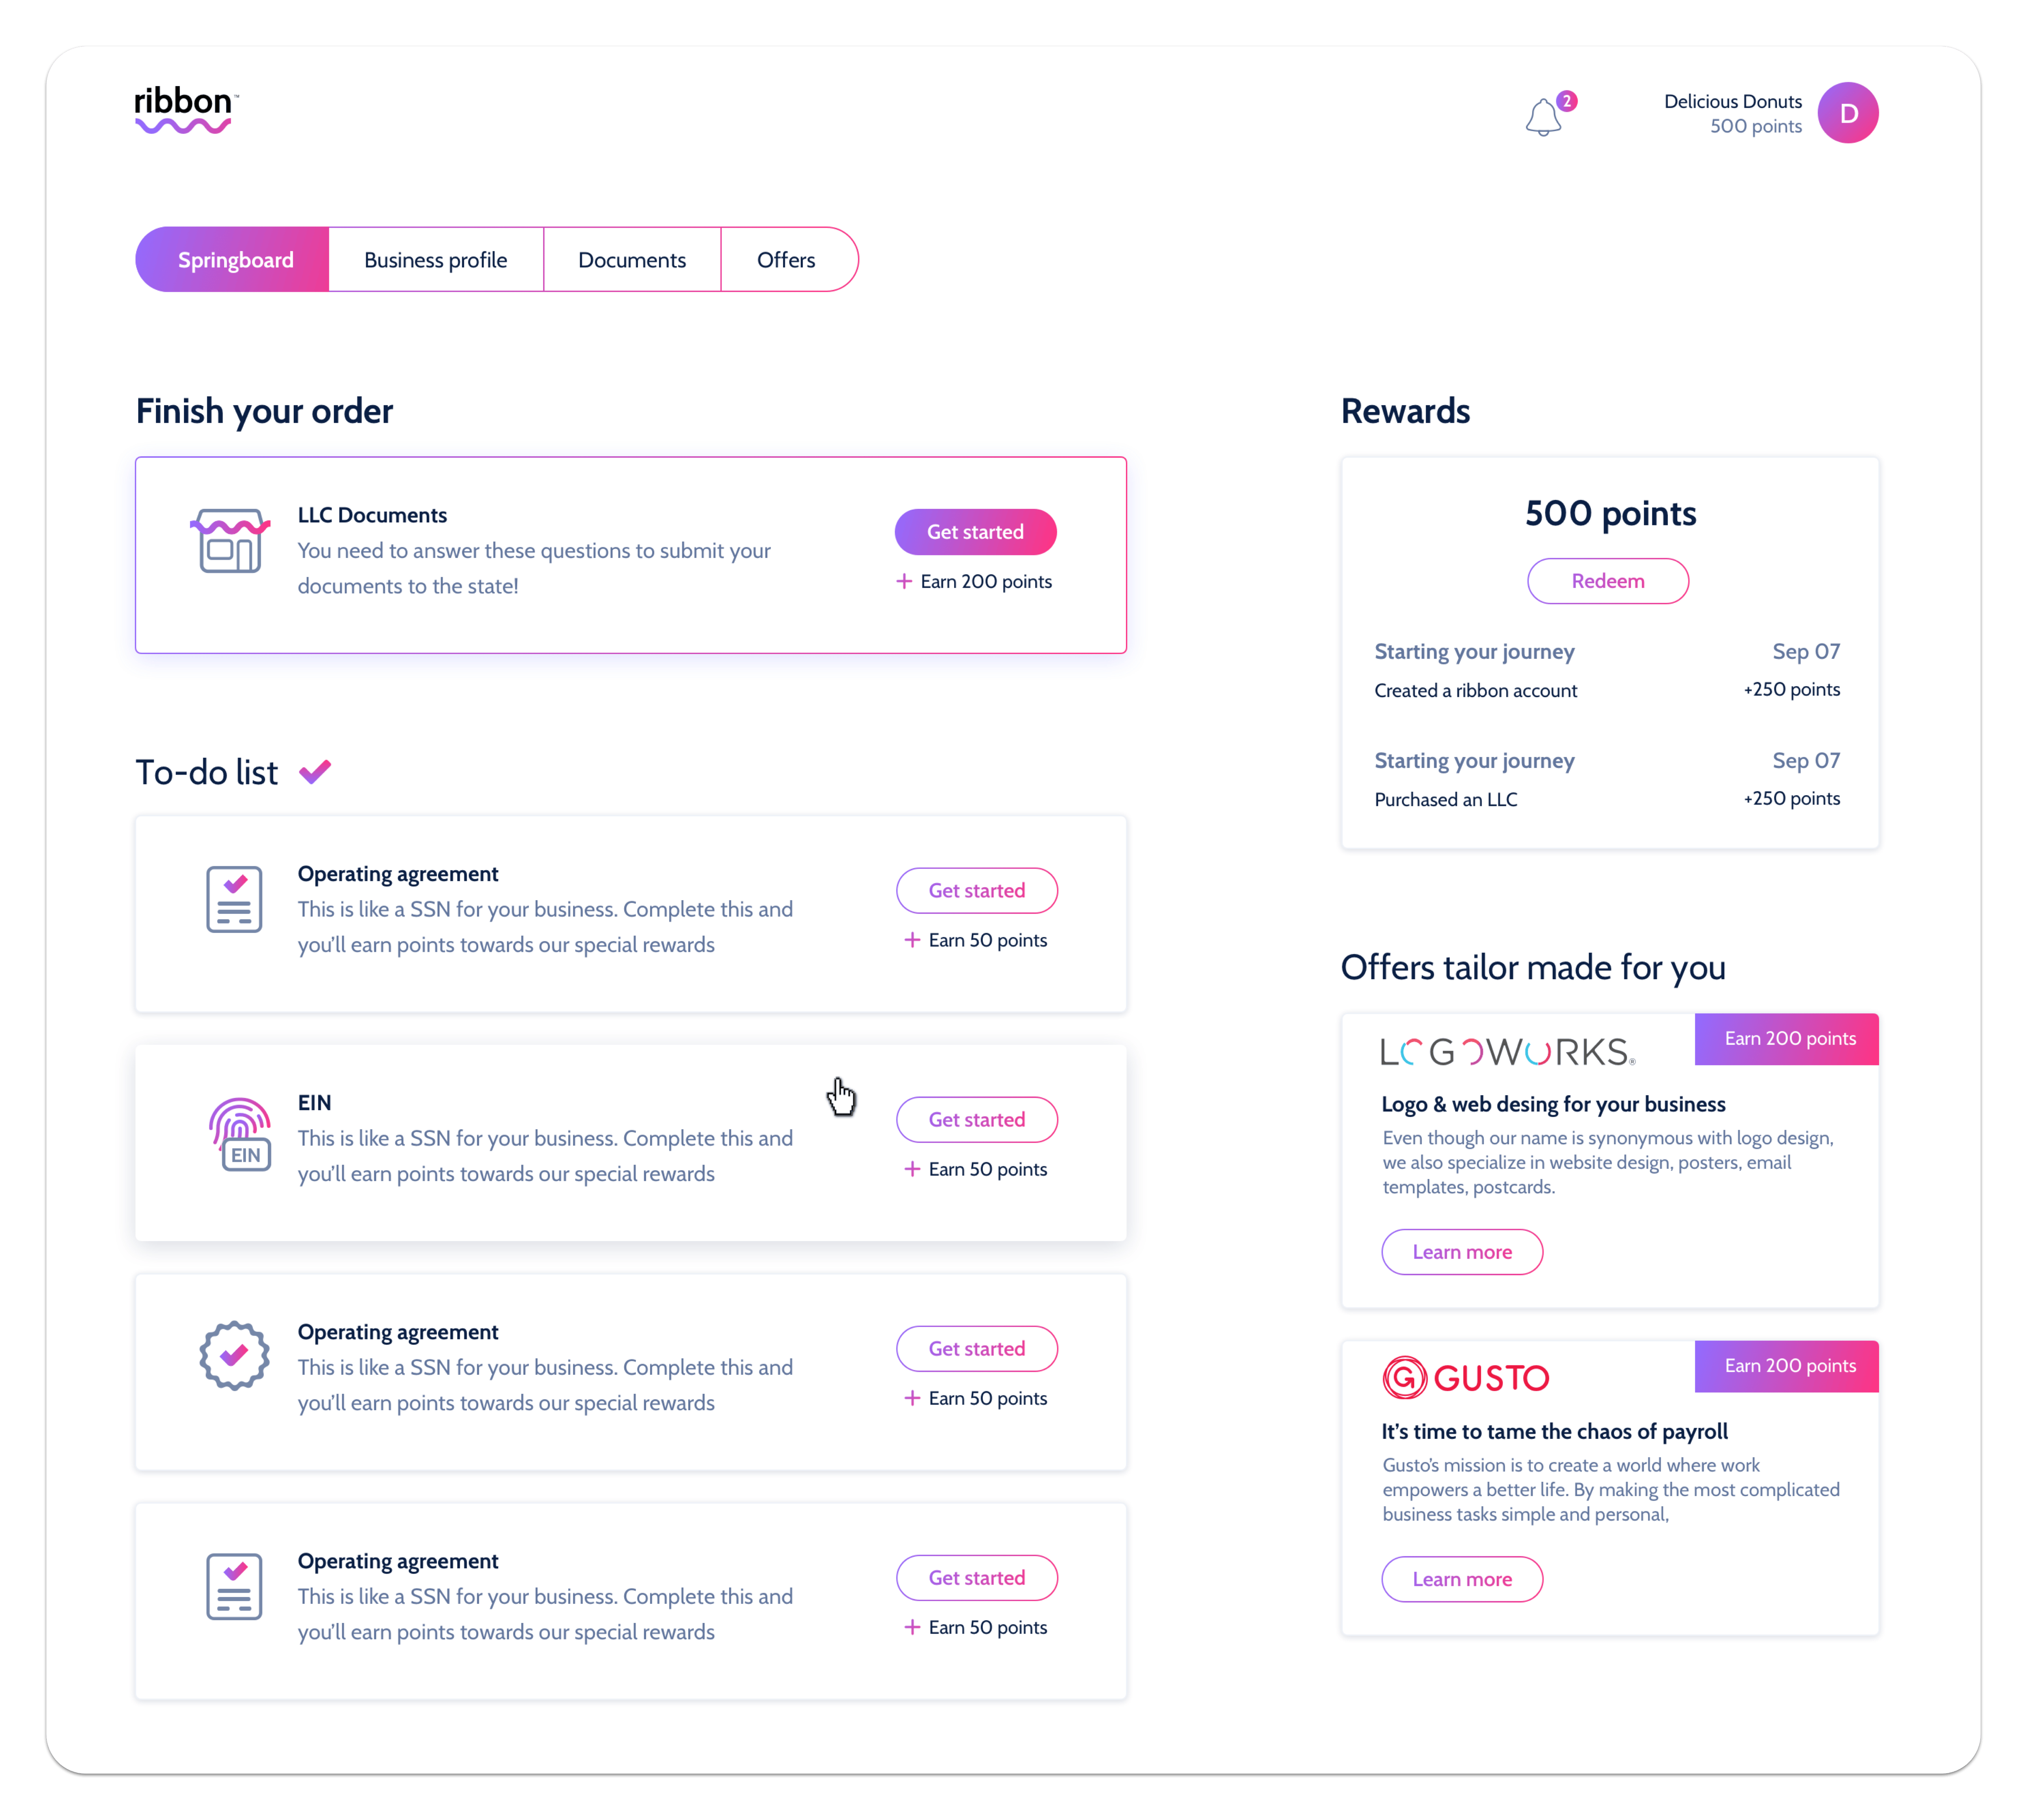 ribbon™
2
Delicious Donuts
500 points
D
Springboard
Business profile
Documents
Offers
Finish your order
LLC Documents
You need to answer these questions to submit your
documents to the state!
Get started
+ Earn 200 points
To-do list
Operating agreement
This is like a SSN for your business. Complete this and
you'll earn points towards our special rewards
Get started
+ Earn 50 points
EIN
EIN
This is like a SSN for your business. Complete this and
you'll earn points towards our special rewards
Get started
+ Earn 50 points
Operating agreement
This is like a SSN for your business. Complete this and
you'll earn points towards our special rewards
Get started
+ Earn 50 points
Operating agreement
This is like a SSN for your business. Complete this and
you'll earn points towards our special rewards
Get started
+ Earn 50 points
Rewards
500 points
Redeem
Starting your journey
Sep 07
Created a ribbon account
+250 points
Starting your journey
Sep 07
Purchased an LLC
+250 points
Offers tailor made for you
LOGOWORKS®
Earn 200 points
Logo & web desing for your business
Even though our name is synonymous with logo design,
we also specialize in website design, posters, email
templates, postcards.
Learn more
G GUSTO
Earn 200 points
It's time to tame the chaos of payroll
Gusto's mission is to create a world where work
empowers a better life. By making the most complicated
business tasks simple and personal,
Learn more